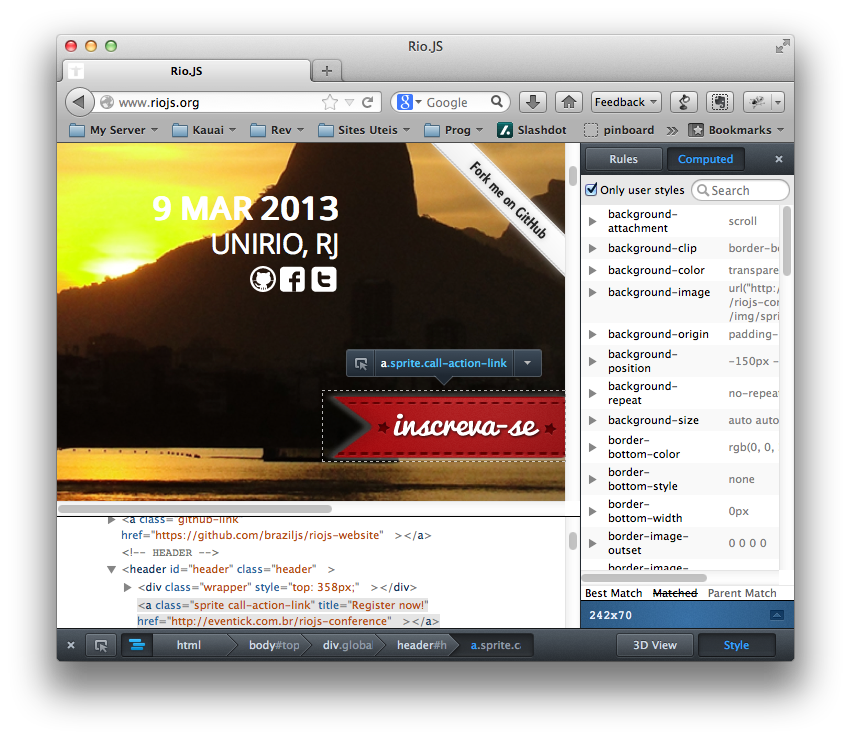 Rio.JS
Rio.JS
www.riojs.org
Google
Feedback
My Server
Kauai
Rev
Sites Uteis
Prog
Slashdot
pinboard
Bookmarks
9 MAR 2013
UNIRIO, RJ
Fork me on GitHub
a.sprite.call-action-link
inscreva-se
Rules
Computed
Only user styles
Search
background-
attachment
scroll
background-clip
border-bo
background-color
transpare
background-image
url("http:/
/riojs-con
/img/spri
background-origin
padding-
background-
position
-150px -
background-
repeat
no-repeat
background-size
auto auto
border-
bottom-color
rgb(0, 0,
border-
bottom-style
none
border-
bottom-width
0px
border-image-
outset
0 0 0 0
border-image-
Best Match Matched Parent Match
242x70
<a class="github-link"
href="https://github.com/braziljs/riojs-website" ></a>
<!-- HEADER -->
<header id="header" class="header" >
<div class="wrapper" style="top: 358px;" ></div>
<a class="sprite call-action-link" title="Register now!"
href="http://eventick.com.br/riojs-conference" ></a>
html
body#top
div.global
header#h
a.sprite.c
3D View
Style